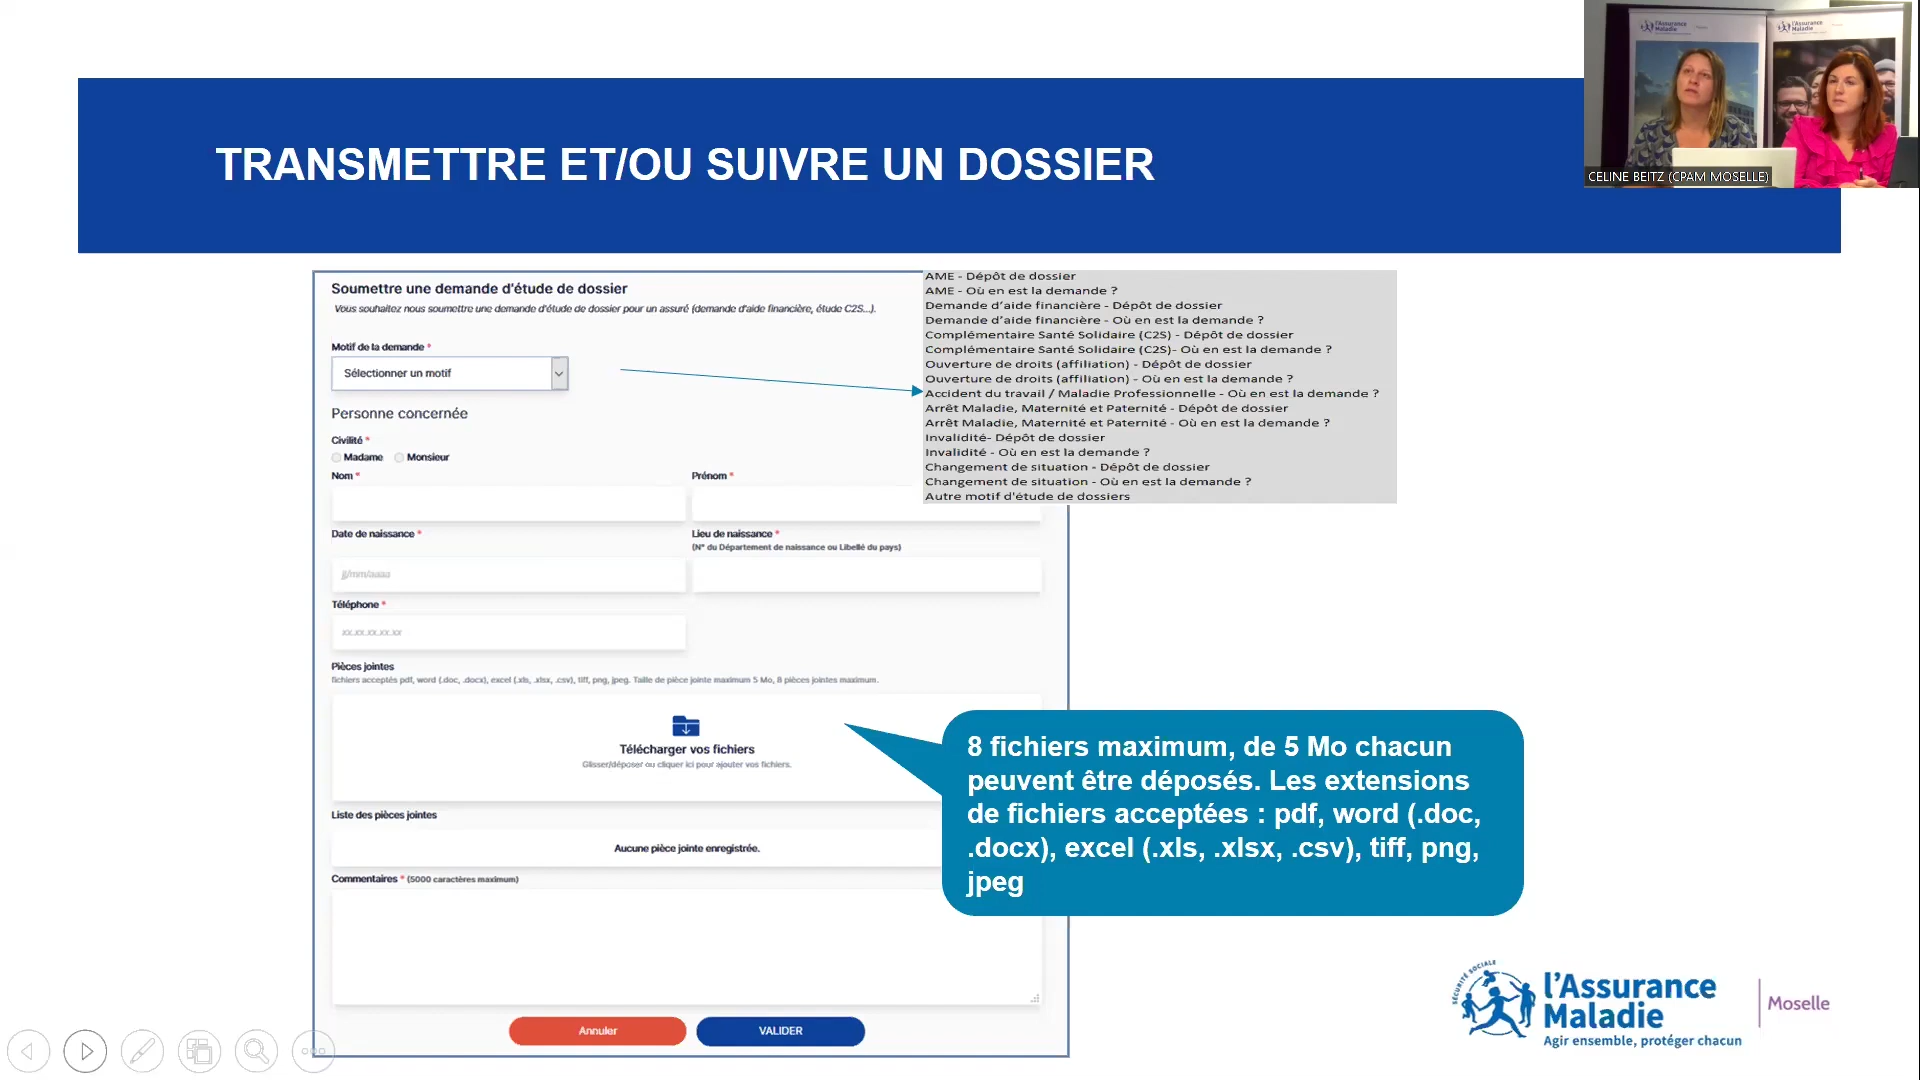 l'Assurance
Maladie
l'Assurance
Maladie
CELINE BEITZ (CPAM MOSELLE)
TRANSMETTRE ET/OU SUIVRE UN DOSSIER
Soumettre une demande d'étude de dossier
Vous souhaitez nous soumettre une demande d'étude de dossier pour un assuré (demande d'aide financière, étude C2S...).
Motif de la demande *
Sélectionner un motif
AME - Dépôt de dossier
AME - Où en est la demande ?
Demande d'aide financière - Dépôt de dossier
Demande d'aide financière - Où en est la demande ?
Complémentaire Santé Solidaire (C2S) - Dépôt de dossier
Complémentaire Santé Solidaire (C2S)- Où en est la demande ?
Ouverture de droits (affiliation) - Dépôt de dossier
Ouverture de droits (affiliation) - Où en est la demande ?
Accident du travail / Maladie Professionnelle - Où en est la demande ?
Arrêt Maladie, Maternité et Paternité - Dépôt de dossier
Arrêt Maladie, Maternité et Paternité - Où en est la demande ?
Invalidité- Dépôt de dossier
Invalidité - Où en est la demande ?
Changement de situation - Dépôt de dossier
Changement de situation - Où en est la demande ?
Autre motif d'étude de dossiers
Personne concernée
Civilité *
Madame Monsieur
Nom * Prénom *
Date de naissance * Lieu de naissance *
(N° du Département de naissance ou Libellé du pays)
jj/mm/aaaa
Téléphone *
xx.xx.xx.xx.xx
Pièces jointes
fichiers acceptés pdf, word (.doc, .docx), excel (.xls, .xlsx, .csv), tiff, png, jpeg. Taille de pièce jointe maximum 5 Mo, 8 pièces jointes maximum.
Télécharger vos fichiers
Glisser/déposer ou cliquer ici pour ajouter vos fichiers.
Liste des pièces jointes
Aucune pièce jointe enregistrée.
Commentaires * (5000 caractères maximum)
Annuler VALIDER
8 fichiers maximum, de 5 Mo chacun
peuvent être déposés. Les extensions
de fichiers acceptées : pdf, word (.doc,
.docx), excel (.xls, .xlsx, .csv), tiff, png,
jpeg
SÉCURITÉ SOCIALE
l'Assurance
Maladie
Agir ensemble, protéger chacun
Moselle